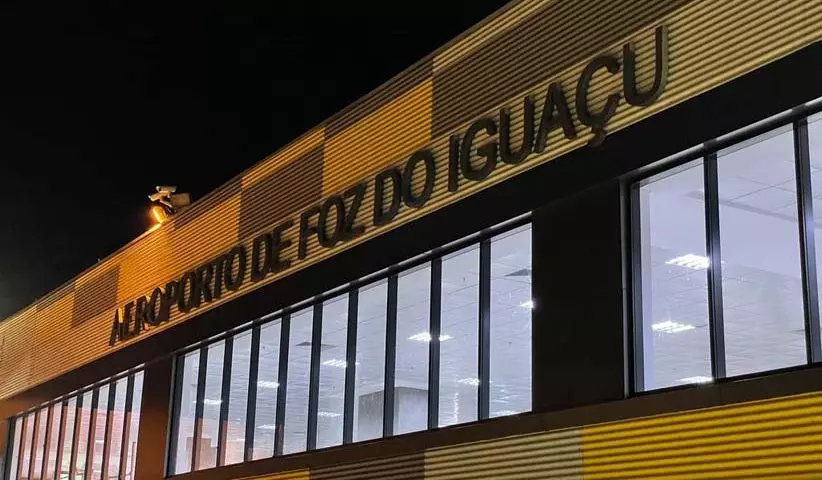 AEROPORTO DE FOZ DO IGUAÇU